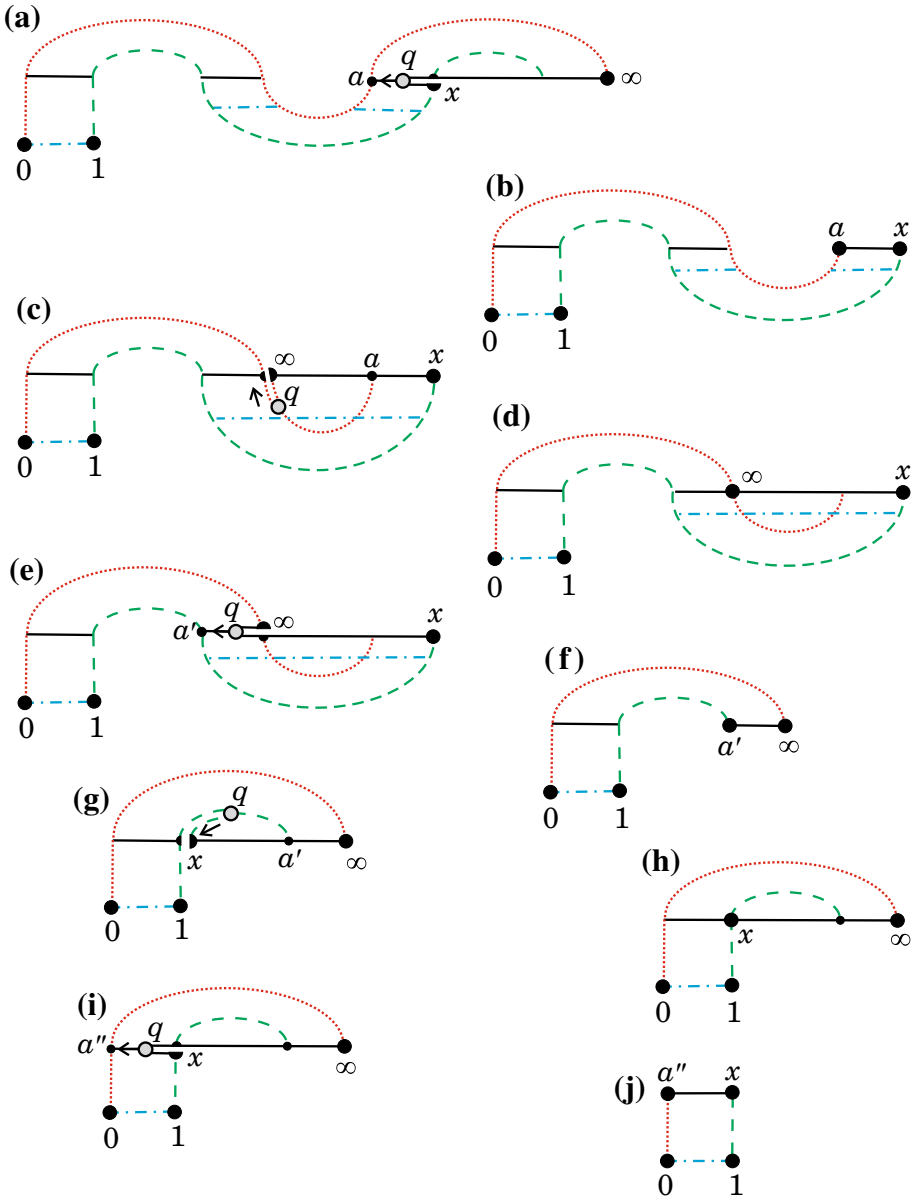 (a)
a q x ∞
0 1
(b)
a x
0 1
(c)
∞ a x
q
0 1
(d)
∞ x
0 1
(e)
a′ q ∞ x
0 1
(f)
a′ ∞
0 1
(g)
q
x a′ ∞
0 1
(h)
x ∞
0 1
(i)
a″ q x ∞
0 1
(j)
a″ x
0 1